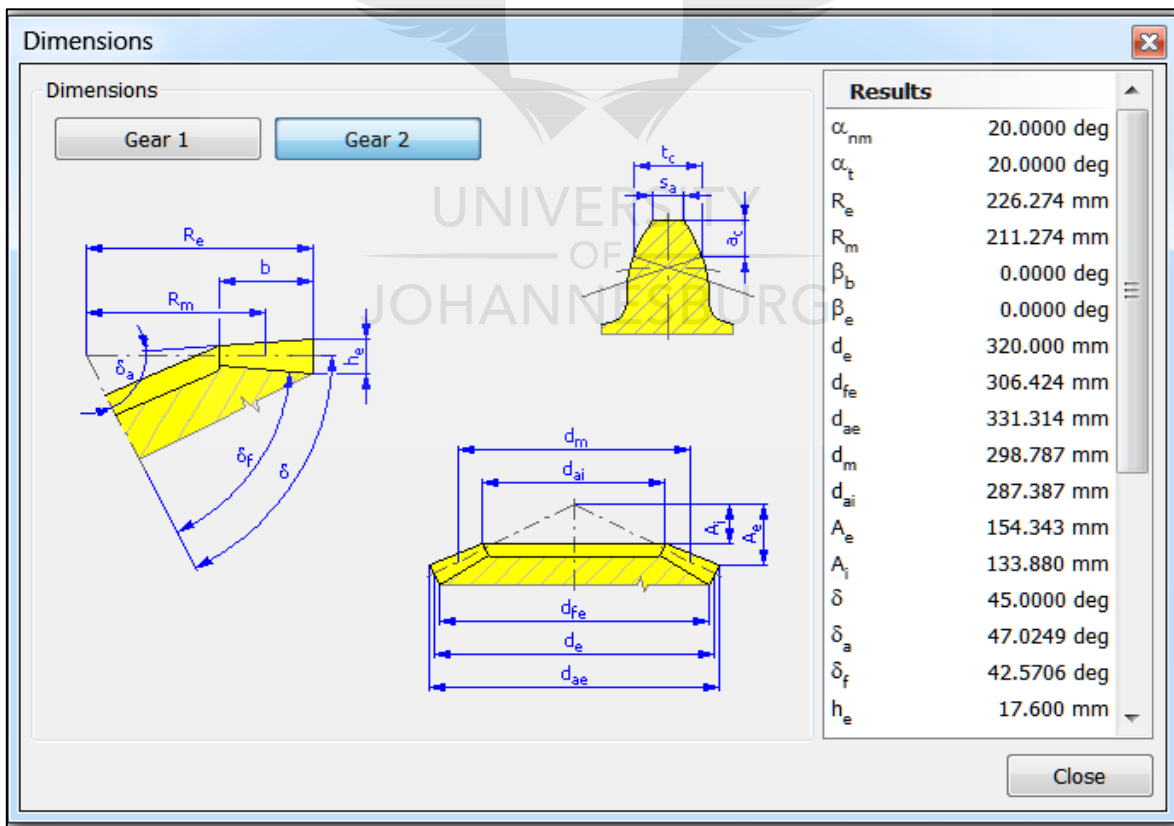 Dimensions
Dimensions
Gear 1
Gear 2
UNIVERSITY
OF
JOHANNESBURG
R_e
b
R_m
δ_a
h_e
δ_f
δ
t_c
s_a
a_c
d_m
d_ai
A_i
A_e
d_fe
d_e
d_ae
Results
α_nm 20.0000 deg
α_t 20.0000 deg
R_e 226.274 mm
R_m 211.274 mm
β_b 0.0000 deg
β_e 0.0000 deg
d_e 320.000 mm
d_fe 306.424 mm
d_ae 331.314 mm
d_m 298.787 mm
d_ai 287.387 mm
A_e 154.343 mm
A_i 133.880 mm
δ 45.0000 deg
δ_a 47.0249 deg
δ_f 42.5706 deg
h_e 17.600 mm
Close